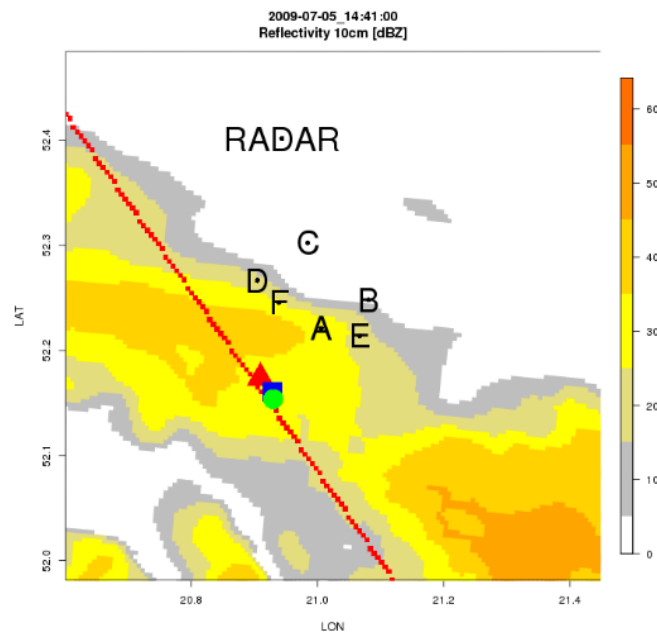 2009-07-05_14:41:00
Reflectivity 10cm [dBZ]
RADAR
C
D
F
B
A
E
LAT
52.4
52.3
52.2
52.1
52.0
20.8
21.0
21.2
21.4
LON
60
50
40
30
20
10
0